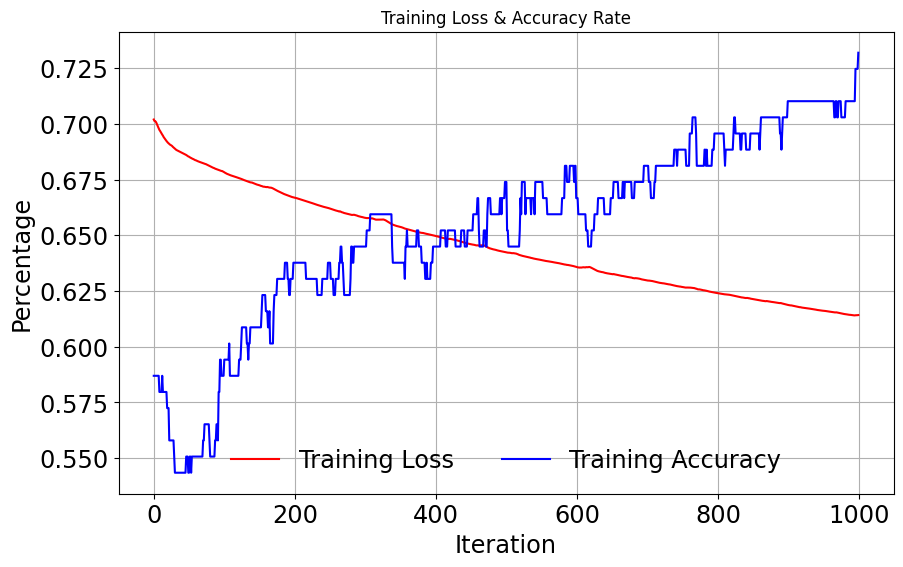 Training Loss & Accuracy Rate
Percentage
0.725
0.700
0.675
0.650
0.625
0.600
0.575
0.550
Training Loss Training Accuracy
0 200 400 600 800 1000
Iteration